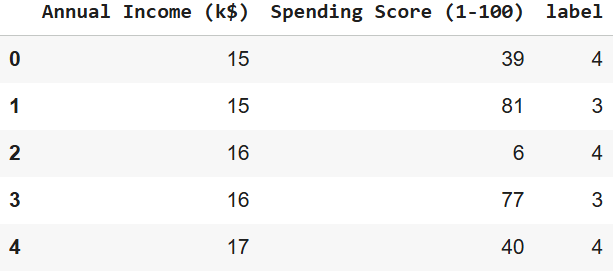 Annual Income (k$) Spending Score (1-100) label
0 15 39 4
1 15 81 3
2 16 6 4
3 16 77 3
4 17 40 4